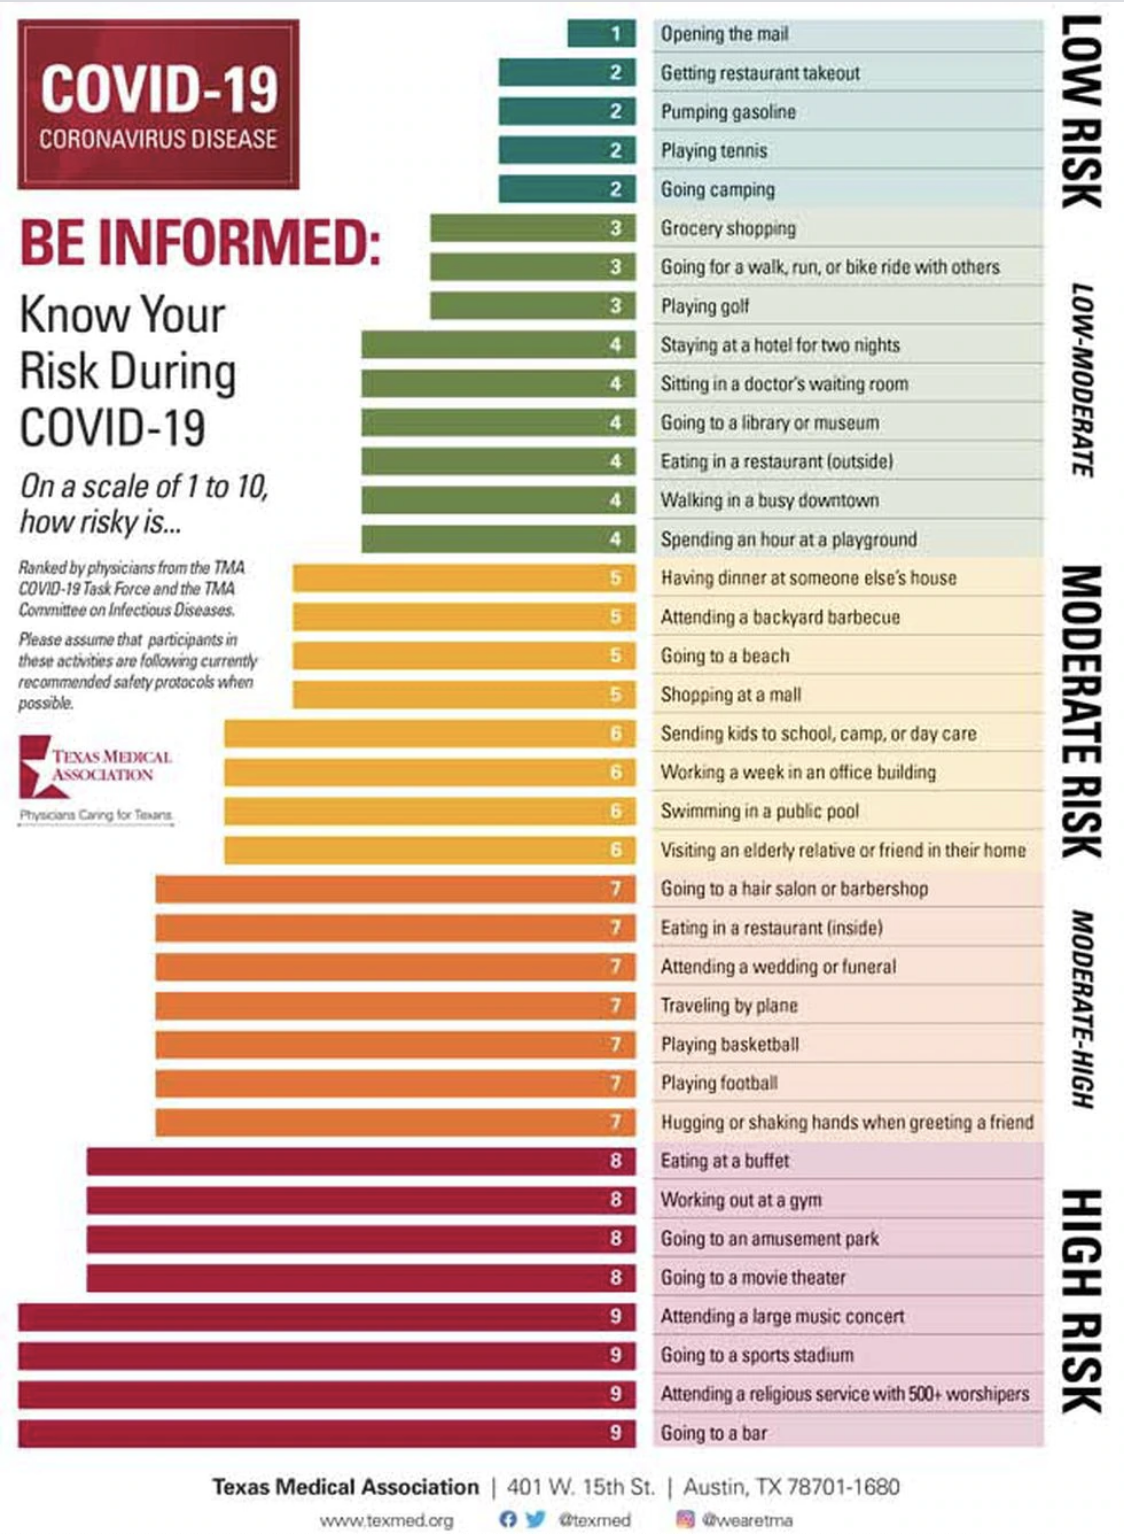 COVID-19
CORONAVIRUS DISEASE
BE INFORMED:
Know Your
Risk During
COVID-19
On a scale of 1 to 10,
how risky is...
Ranked by physicians from the TMA
COVID-19 Task Force and the TMA
Committee on Infectious Diseases.
Please assume that participants in
these activities are following currently
recommended safety protocols when
possible.
TEXAS MEDICAL
ASSOCIATION
Physicians Caring for Texans
1 Opening the mail
2 Getting restaurant takeout
2 Pumping gasoline
2 Playing tennis
2 Going camping
3 Grocery shopping
3 Going for a walk, run, or bike ride with others
3 Playing golf
4 Staying at a hotel for two nights
4 Sitting in a doctor's waiting room
4 Going to a library or museum
4 Eating in a restaurant (outside)
4 Walking in a busy downtown
4 Spending an hour at a playground
5 Having dinner at someone else's house
5 Attending a backyard barbecue
5 Going to a beach
5 Shopping at a mall
6 Sending kids to school, camp, or day care
6 Working a week in an office building
6 Swimming in a public pool
6 Visiting an elderly relative or friend in their home
7 Going to a hair salon or barbershop
7 Eating in a restaurant (inside)
7 Attending a wedding or funeral
7 Traveling by plane
7 Playing basketball
7 Playing football
7 Hugging or shaking hands when greeting a friend
8 Eating at a buffet
8 Working out at a gym
8 Going to an amusement park
8 Going to a movie theater
9 Attending a large music concert
9 Going to a sports stadium
9 Attending a religious service with 500+ worshipers
9 Going to a bar
LOW RISK
LOW-MODERATE
MODERATE RISK
MODERATE-HIGH
HIGH RISK
Texas Medical Association | 401 W. 15th St. | Austin, TX 78701-1680
www.texmed.org @texmed @wearetma